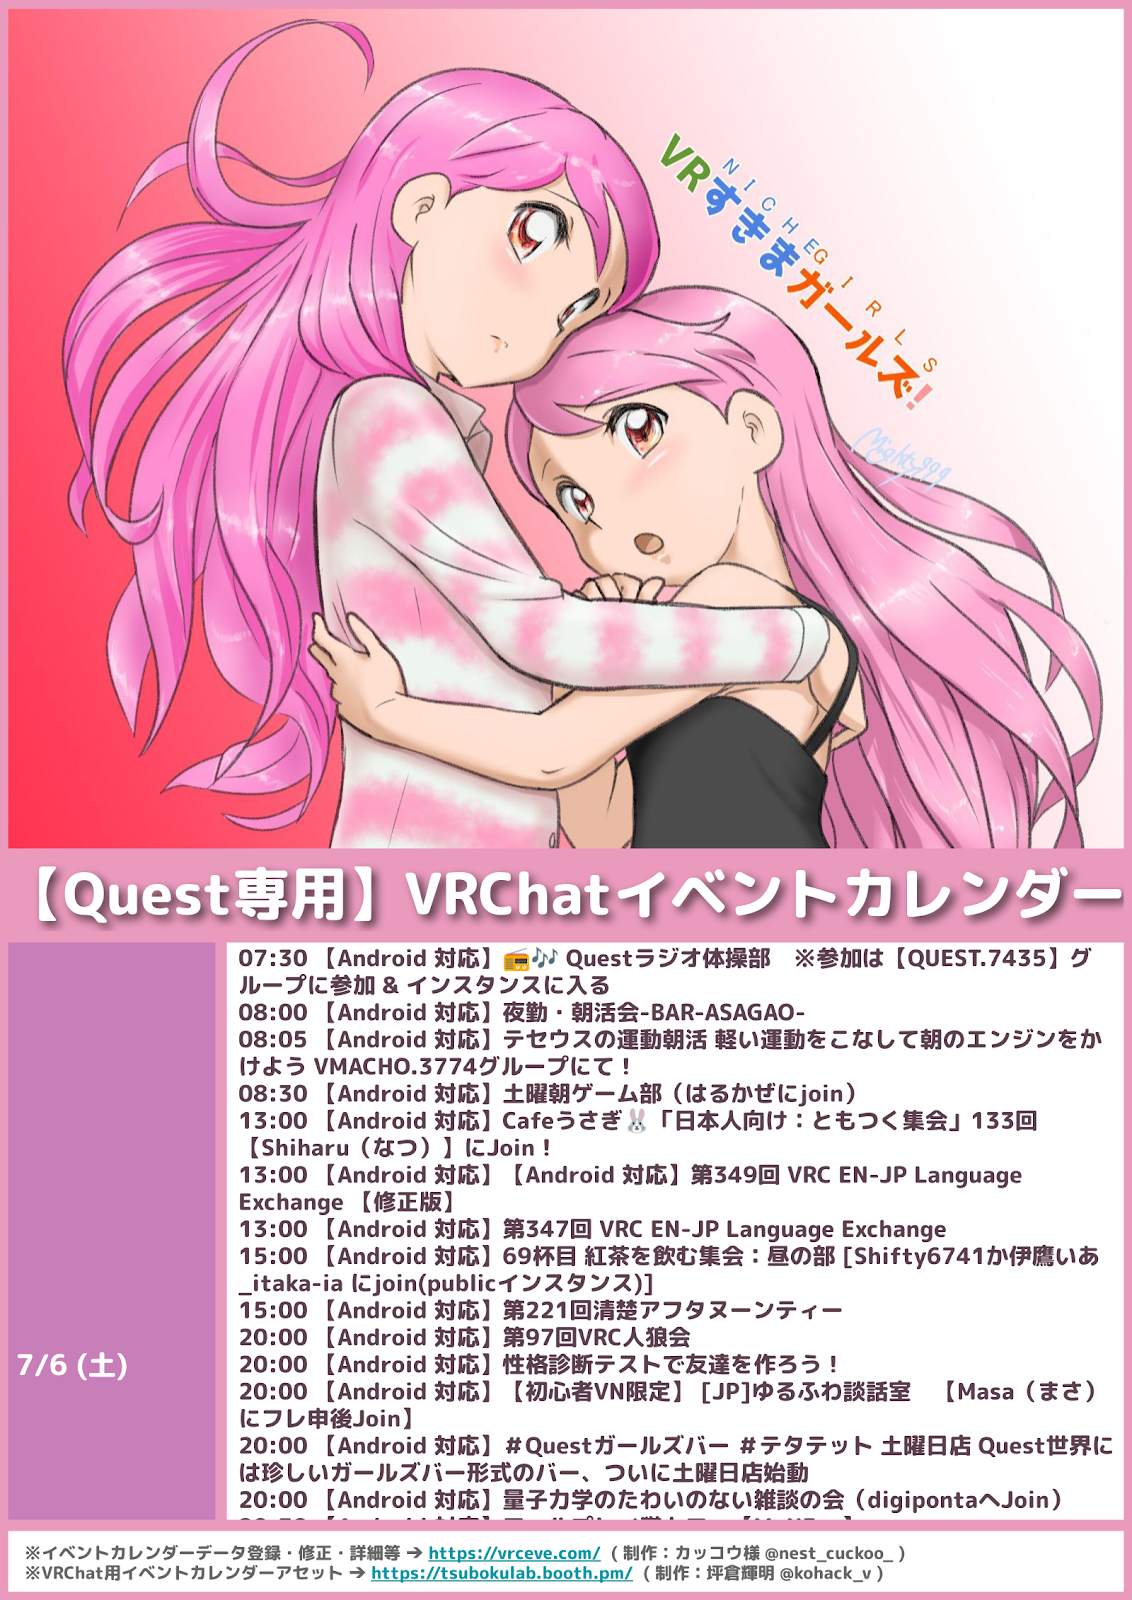 NICHE GIRLS
VRすきまガールズ!
Mighty999
【Quest専用】VRChatイベントカレンダー
7/6 (土)
07:30 【Android 対応】📻🎶 Questラジオ体操部　※参加は【QUEST.7435】グ
ループに参加 & インスタンスに入る
08:00 【Android 対応】夜勤・朝活会-BAR-ASAGAO-
08:05 【Android 対応】テセウスの運動朝活 軽い運動をこなして朝のエンジンをか
けよう VMACHO.3774グループにて！
08:30 【Android 対応】土曜朝ゲーム部（はるかぜにjoin）
13:00 【Android 対応】Cafeうさぎ🐰「日本人向け：ともつく集会」133回
【Shiharu（なつ）】にJoin！
13:00 【Android 対応】【Android 対応】第349回 VRC EN-JP Language
Exchange 【修正版】
13:00 【Android 対応】第347回 VRC EN-JP Language Exchange
15:00 【Android 対応】69杯目 紅茶を飲む集会：昼の部 [Shifty6741か伊鷹いあ
_itaka-ia にjoin(publicインスタンス)]
15:00 【Android 対応】第221回清楚アフタヌーンティー
20:00 【Android 対応】第97回VRC人狼会
20:00 【Android 対応】性格診断テストで友達を作ろう！
20:00 【Android 対応】【初心者VN限定】 [JP]ゆるふわ談話室　【Masa（まさ）
にフレ申後Join】
20:00 【Android 対応】＃Questガールズバー ＃テタテット 土曜日店 Quest世界に
は珍しいガールズバー形式のバー、ついに土曜日店始動
20:00 【Android 対応】量子力学のたわいのない雑談の会（digipontaへJoin）
※イベントカレンダーデータ登録・修正・詳細等 ➔ https://vrceve.com/ ( 制作：カッコウ様 @nest_cuckoo_ )
※VRChat用イベントカレンダーアセット ➔ https://tsubokulab.booth.pm/ ( 制作：坪倉輝明 @kohack_v )